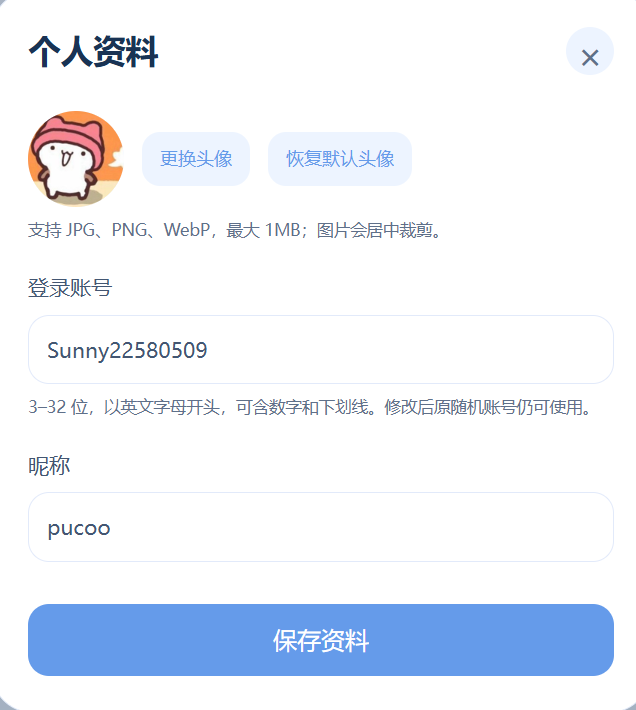 个人资料
更换头像
恢复默认头像
支持 JPG、PNG、WebP，最大 1MB；图片会居中裁剪。
登录账号
Sunny22580509
3–32 位，以英文字母开头，可含数字和下划线。修改后原随机账号仍可使用。
昵称
pucoo
保存资料